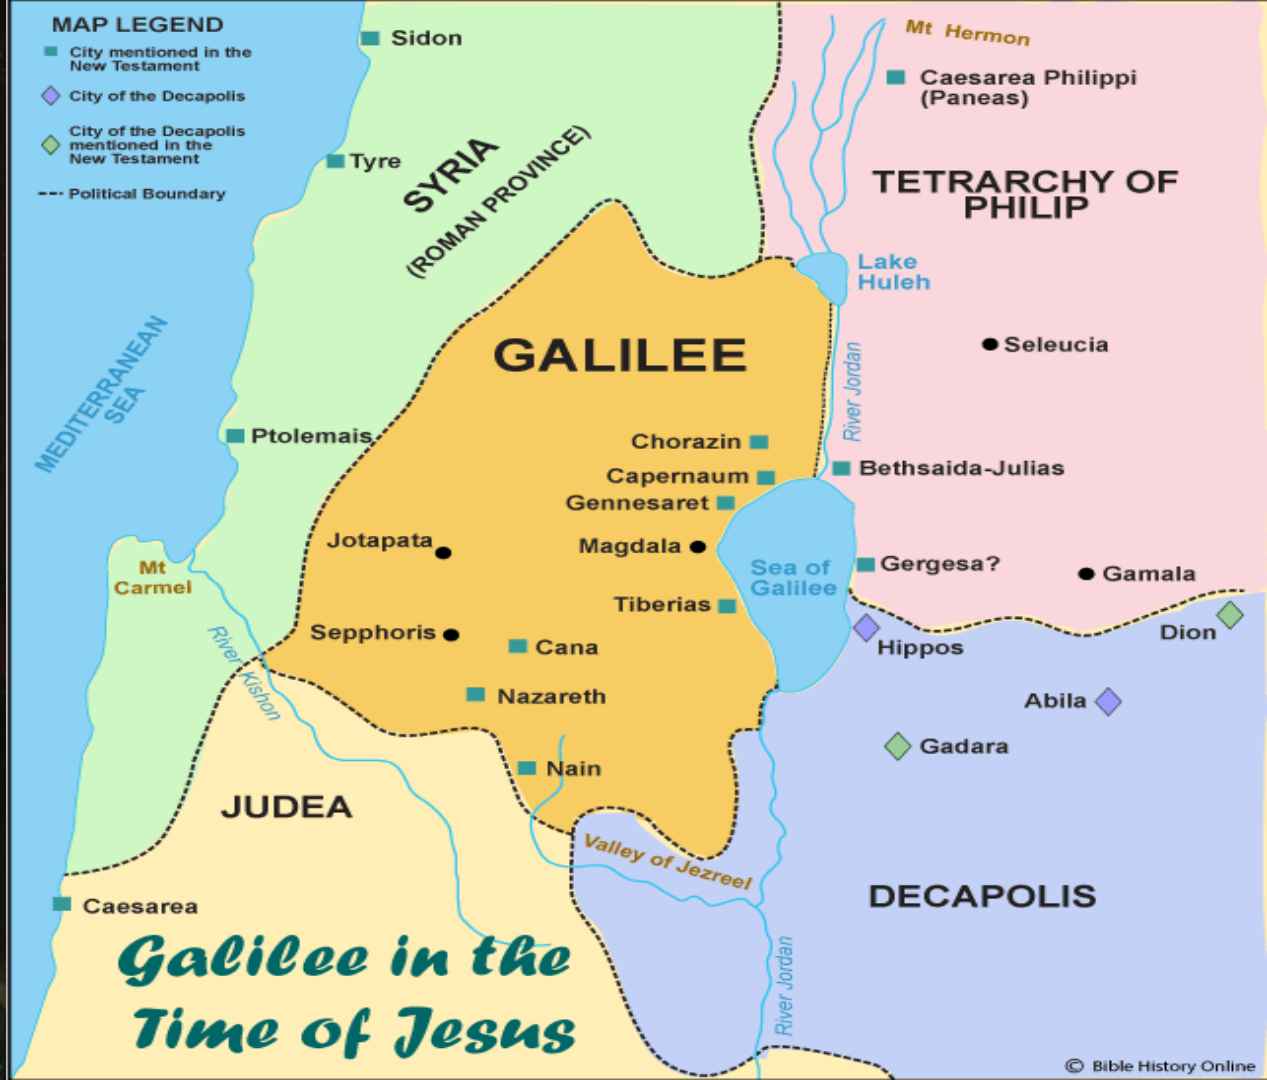 MAP LEGEND
City mentioned in the
New Testament
City of the Decapolis
City of the Decapolis
mentioned in the
New Testament
Political Boundary
Sidon
Mt Hermon
Caesarea Philippi
(Paneas)
Tyre
SYRIA
(ROMAN PROVINCE)
TETRARCHY OF
PHILIP
Lake
Huleh
MEDITERRANEAN
SEA
GALILEE
Seleucia
River Jordan
Ptolemais
Chorazin
Capernaum
Bethsaida-Julias
Gennesaret
Jotapata
Magdala
Sea of
Galilee
Gergesa?
Gamala
Mt
Carmel
Tiberias
Sepphoris
Cana
Hippos
Dion
River Kishon
Nazareth
Abila
Gadara
Nain
JUDEA
Valley of Jezreel
DECAPOLIS
Caesarea
River Jordan
Galilee in the
Time of Jesus
© Bible History Online